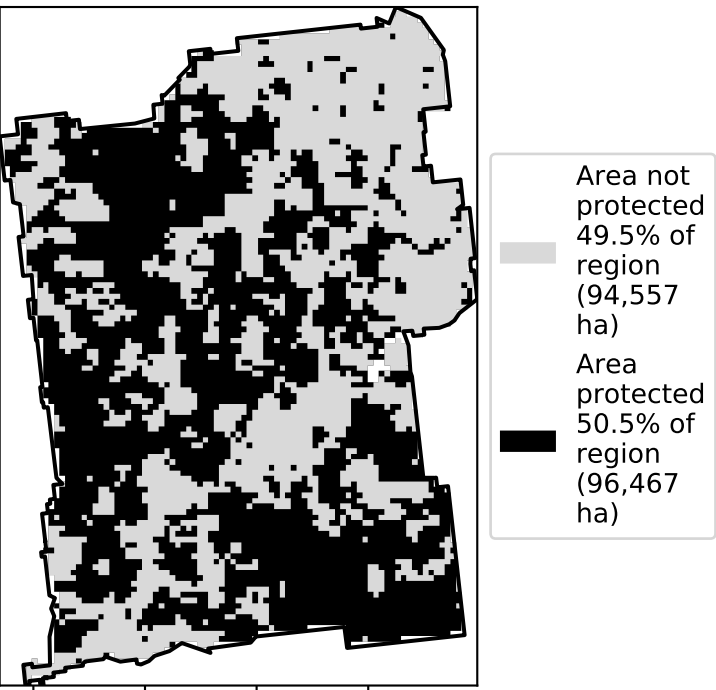 Area not
protected
49.5% of
region
(94,557
ha)
Area
protected
50.5% of
region
(96,467
ha)